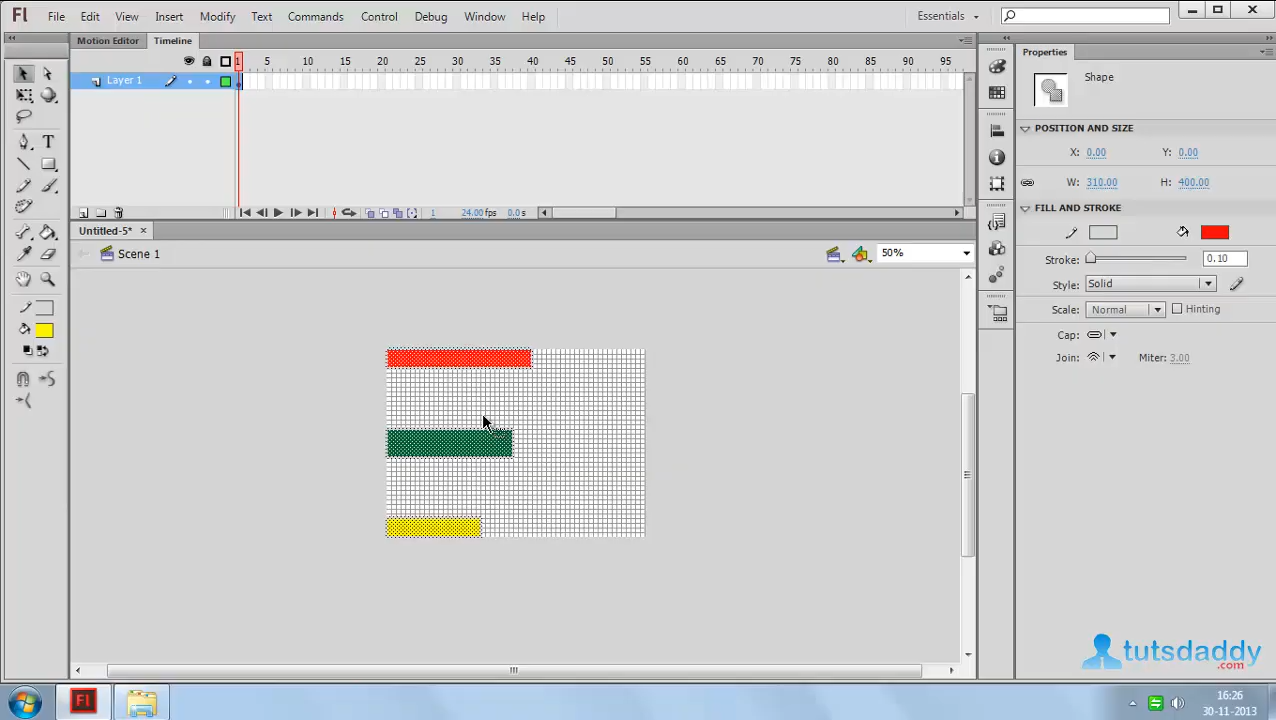 Fl File Edit View Insert Modify Text Commands Control Debug Window Help Essentials
Motion Editor Timeline
1 5 10 15 20 25 30 35 40 45 50 55 60 65 70 75 80 85 90 95
Layer 1
1 24.00 fps 0.0 s
Untitled-5*
Scene 1
50%
Properties
Shape
POSITION AND SIZE
X: 0.00 Y: 0.00
W: 310.00 H: 400.00
FILL AND STROKE
Stroke: 0.10
Style: Solid
Scale: Normal Hinting
Cap:
Join: Miter: 3.00
tutsdaddy
.com
Fl
16:26
30-11-2013